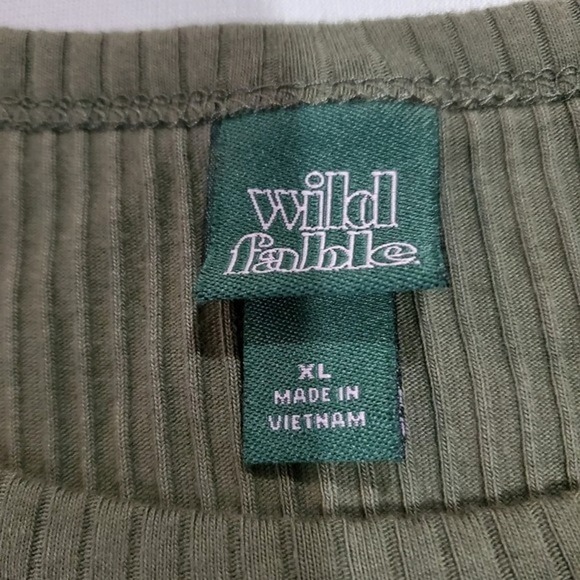 wild
fable.
XL
MADE IN
VIETNAM